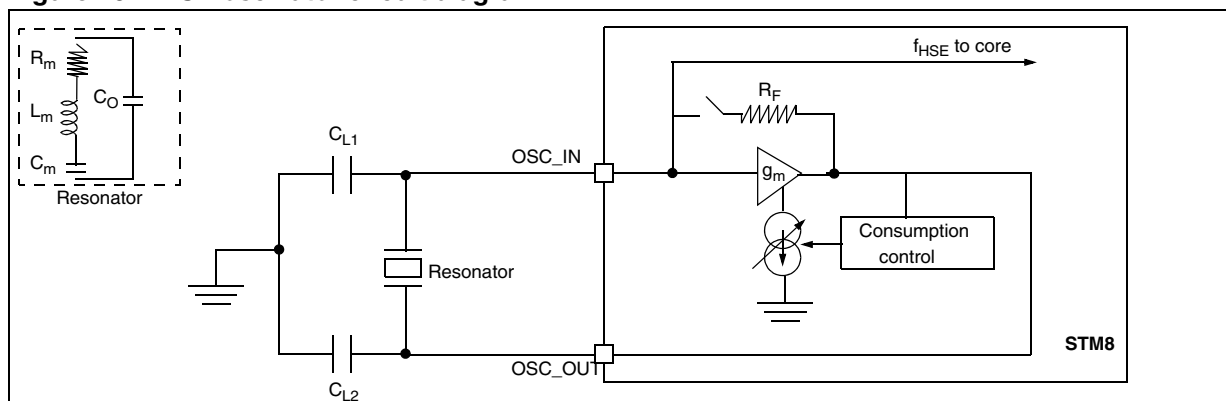 R_m
L_m
C_O
C_m
Resonator
C_L1
C_L2
Resonator
OSC_IN
OSC_OUT
f_HSE to core
R_F
g_m
Consumption
control
STM8